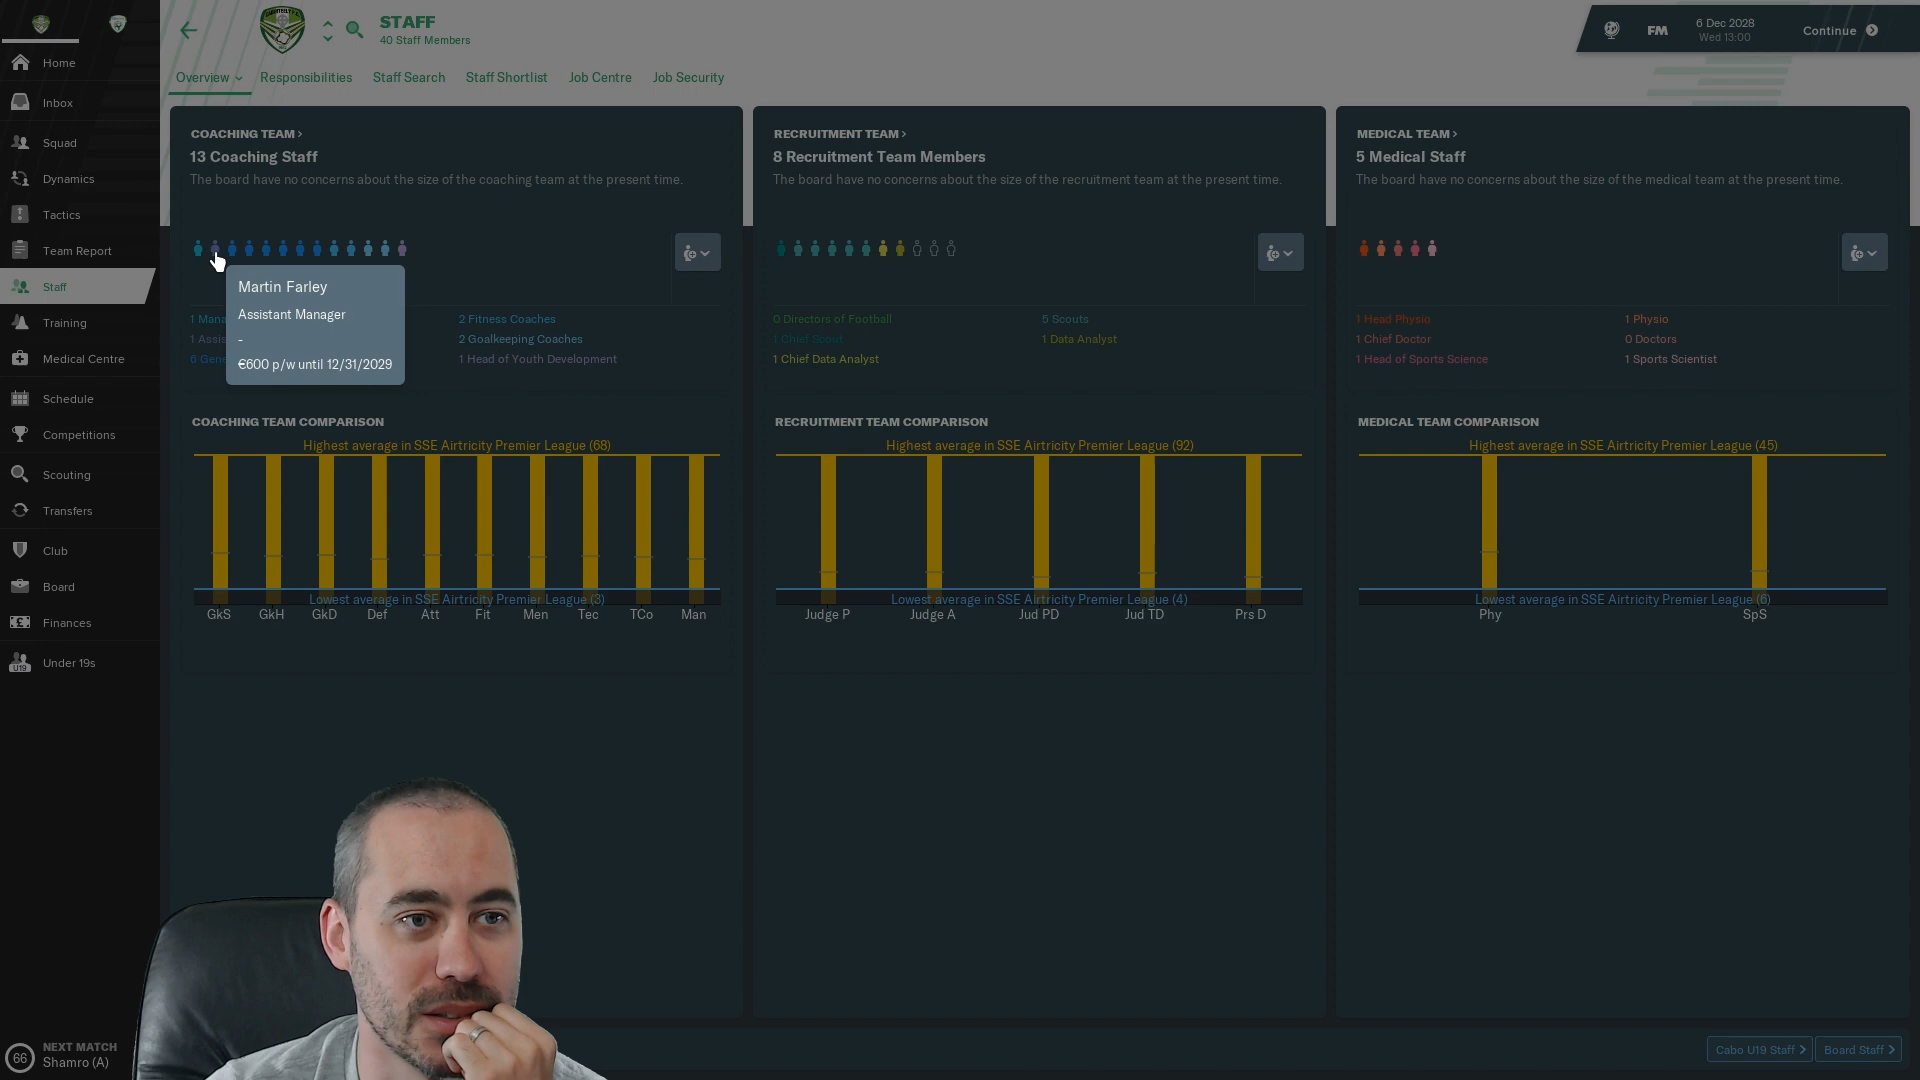 STAFF
40 Staff Members
FM
6 Dec 2028
Wed 13:00
Continue
Overview
Responsibilities
Staff Search
Staff Shortlist
Job Centre
Job Security
Home
Inbox
Squad
Dynamics
Tactics
Team Report
Staff
Training
Medical Centre
Schedule
Competitions
Scouting
Transfers
Club
Board
Finances
U19
Under 19s
66
NEXT MATCH
Shamro (A)
COACHING TEAM >
13 Coaching Staff
The board have no concerns about the size of the coaching team at the present time.
Martin Farley
Assistant Manager
-
€600 p/w until 12/31/2029
1 Mana
1 Assis
6 Gene
2 Fitness Coaches
2 Goalkeeping Coaches
1 Head of Youth Development
COACHING TEAM COMPARISON
Highest average in SSE Airtricity Premier League (68)
Lowest average in SSE Airtricity Premier League (3)
GkS GkH GkD Def Att Fit Men Tec TCo Man
RECRUITMENT TEAM >
8 Recruitment Team Members
The board have no concerns about the size of the recruitment team at the present time.
0 Directors of Football
1 Chief Scout
1 Chief Data Analyst
5 Scouts
1 Data Analyst
RECRUITMENT TEAM COMPARISON
Highest average in SSE Airtricity Premier League (92)
Lowest average in SSE Airtricity Premier League (4)
Judge P Judge A Jud PD Jud TD Prs D
MEDICAL TEAM >
5 Medical Staff
The board have no concerns about the size of the medical team at the present time.
1 Head Physio
1 Chief Doctor
1 Head of Sports Science
1 Physio
0 Doctors
1 Sports Scientist
MEDICAL TEAM COMPARISON
Highest average in SSE Airtricity Premier League (45)
Lowest average in SSE Airtricity Premier League (6)
Phy SpS
Cabo U19 Staff >
Board Staff >